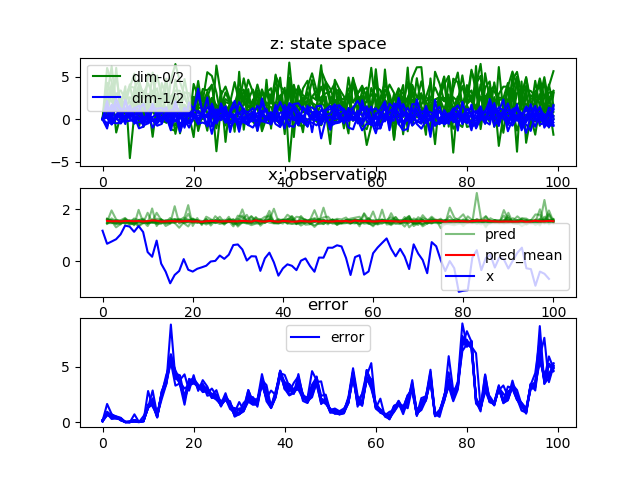 z: state space
5
0
−5
dim-0/2
dim-1/2
0 20 40 60 80 100
x: observation
2
0
pred
pred_mean
x
0 20 40 60 80 100
error
5
0
error
0 20 40 60 80 100